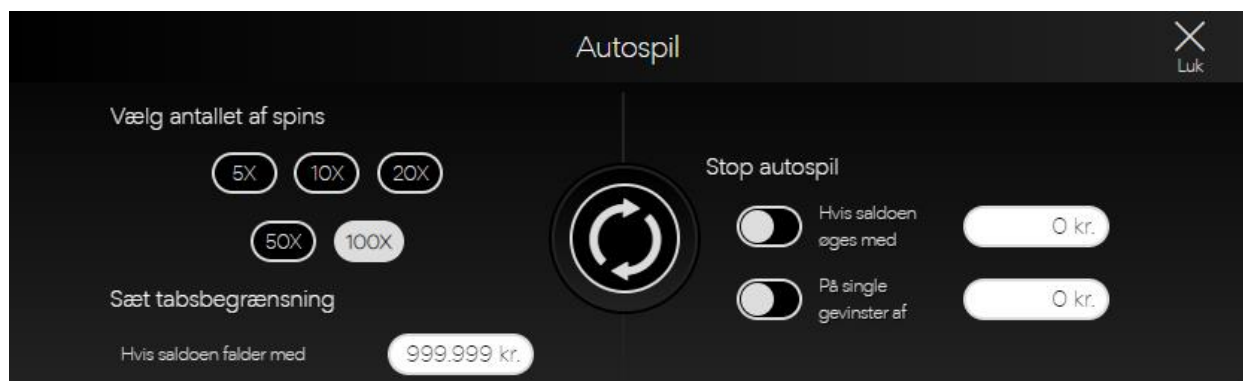 Autospil
Luk
Vælg antallet af spins
5X 10X 20X
50X 100X
Sæt tabsbegrænsning
Hvis saldoen falder med 999.999 kr.
Stop autospil
Hvis saldoen
øges med
0 kr.
På single
gevinster af
0 kr.